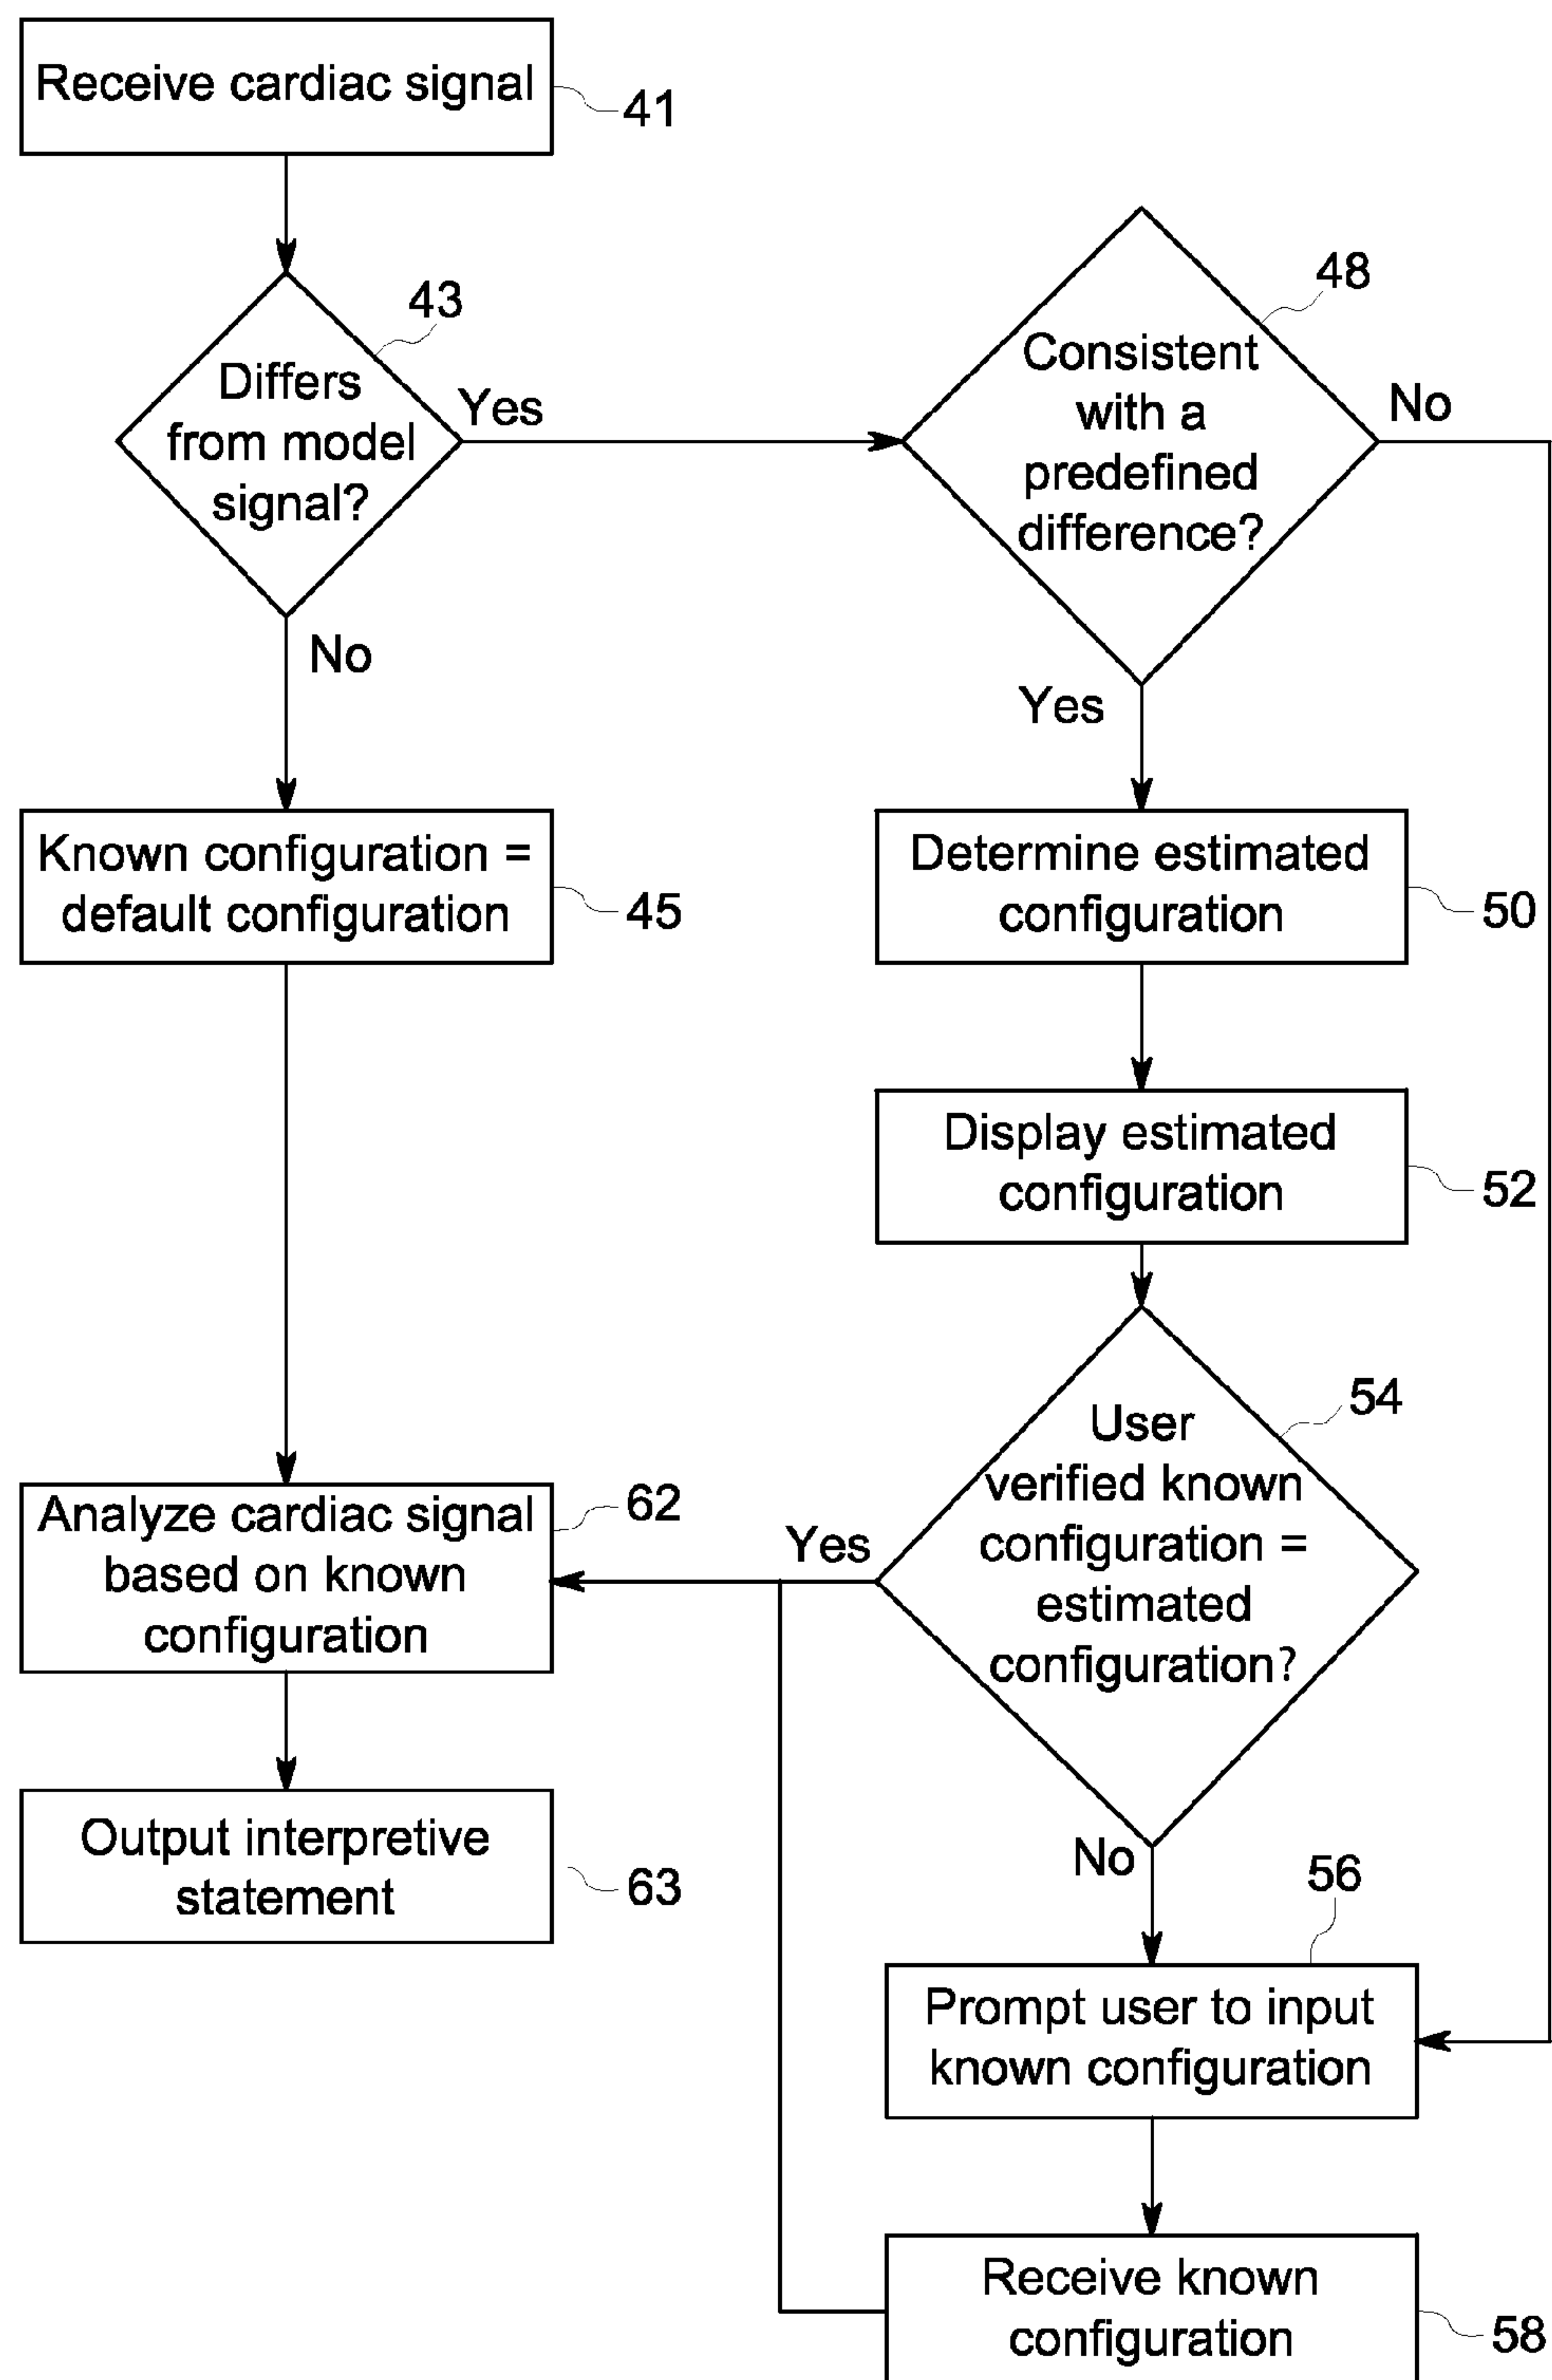 Receive cardiac signal
41
43
Differs
from model
signal?
Yes
No
48
Consistent
with a
predefined
difference?
No
Yes
Known configuration =
default configuration
45
Determine estimated
configuration
50
Display estimated
configuration
52
54
User
verified known
configuration =
estimated
configuration?
Yes
No
Analyze cardiac signal
based on known
configuration
62
Output interpretive
statement
63
56
Prompt user to input
known configuration
Receive known
configuration
58